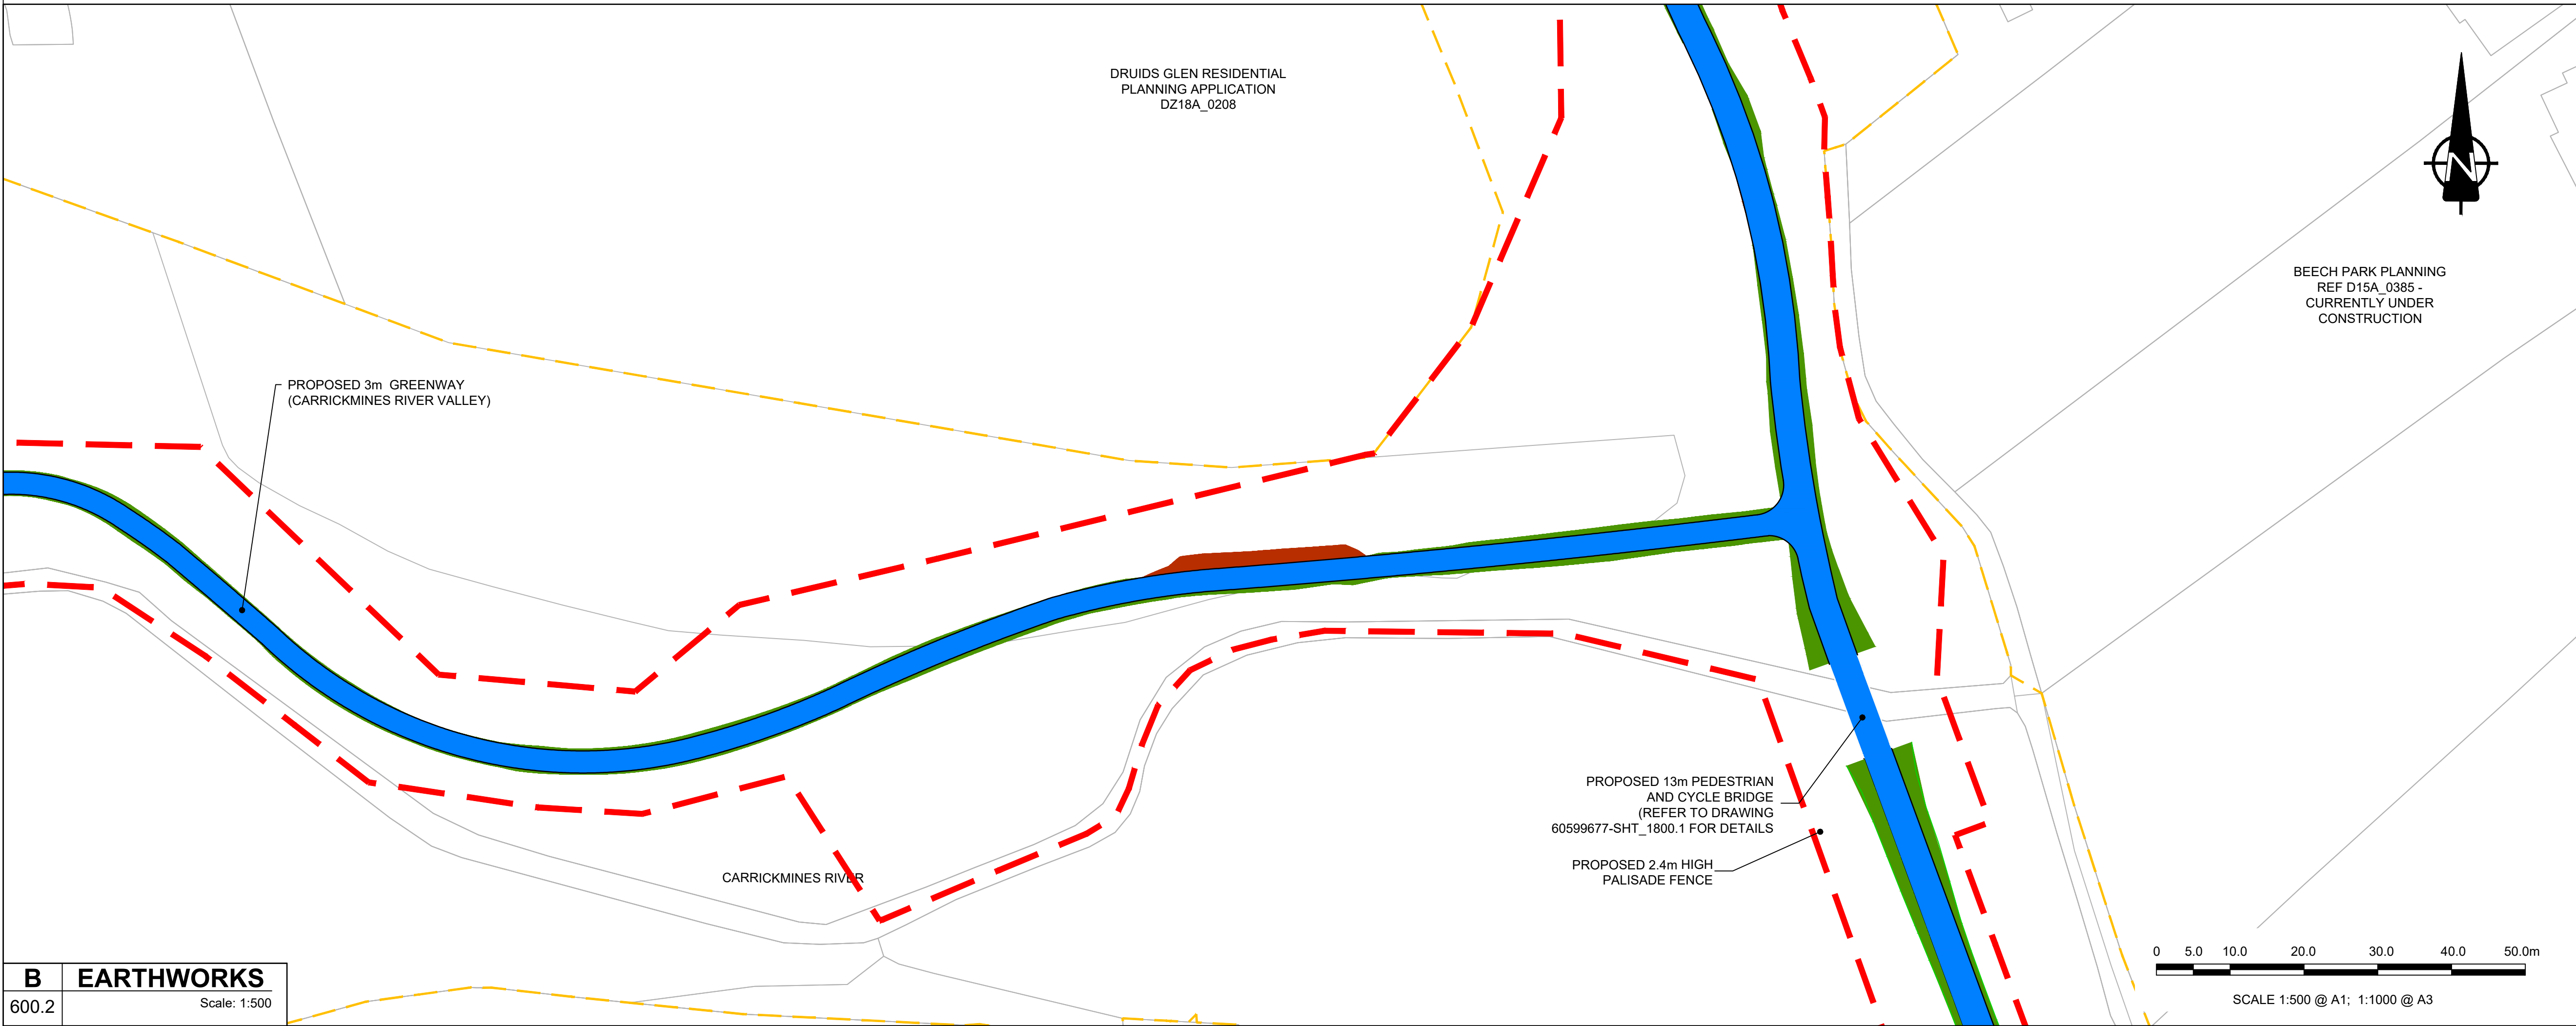 DRUIDS GLEN RESIDENTIAL
PLANNING APPLICATION
DZ18A_0208
N
BEECH PARK PLANNING
REF D15A_0385 -
CURRENTLY UNDER
CONSTRUCTION
PROPOSED 3m GREENWAY
(CARRICKMINES RIVER VALLEY)
PROPOSED 13m PEDESTRIAN
AND CYCLE BRIDGE
(REFER TO DRAWING
60599677-SHT_1800.1 FOR DETAILS
PROPOSED 2.4m HIGH
PALISADE FENCE
CARRICKMINES RIVER
0 5.0 10.0 20.0 30.0 40.0 50.0m
SCALE 1:500 @ A1; 1:1000 @ A3
B EARTHWORKS
600.2 Scale: 1:500